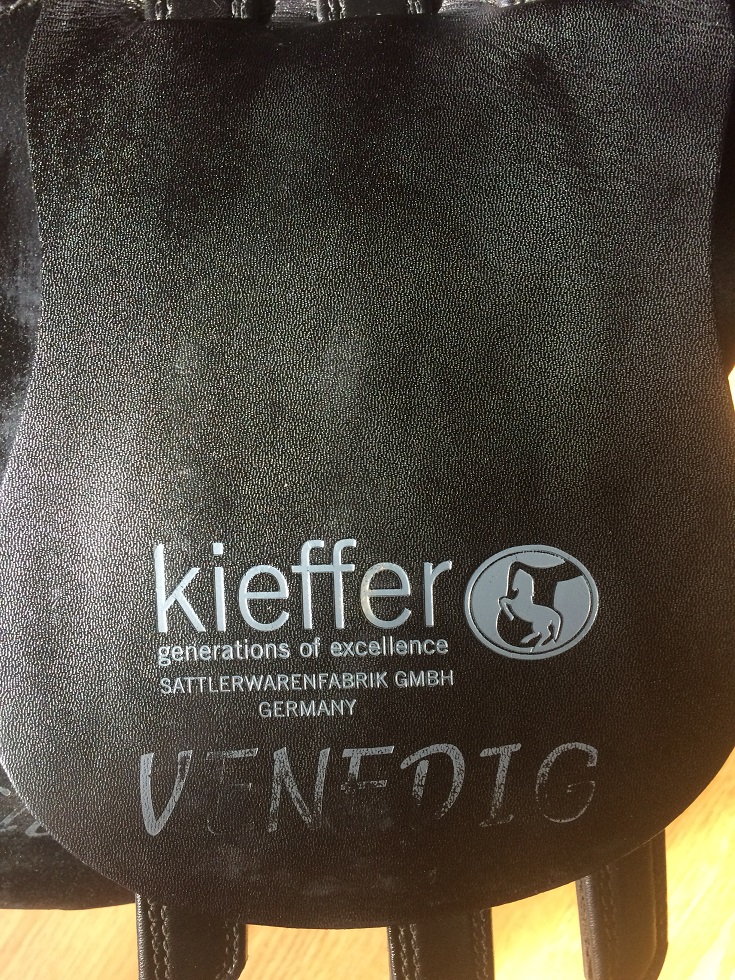 kieffer
generations of excellence
SATTLERWARENFABRIK GMBH
GERMANY
VENEDIG